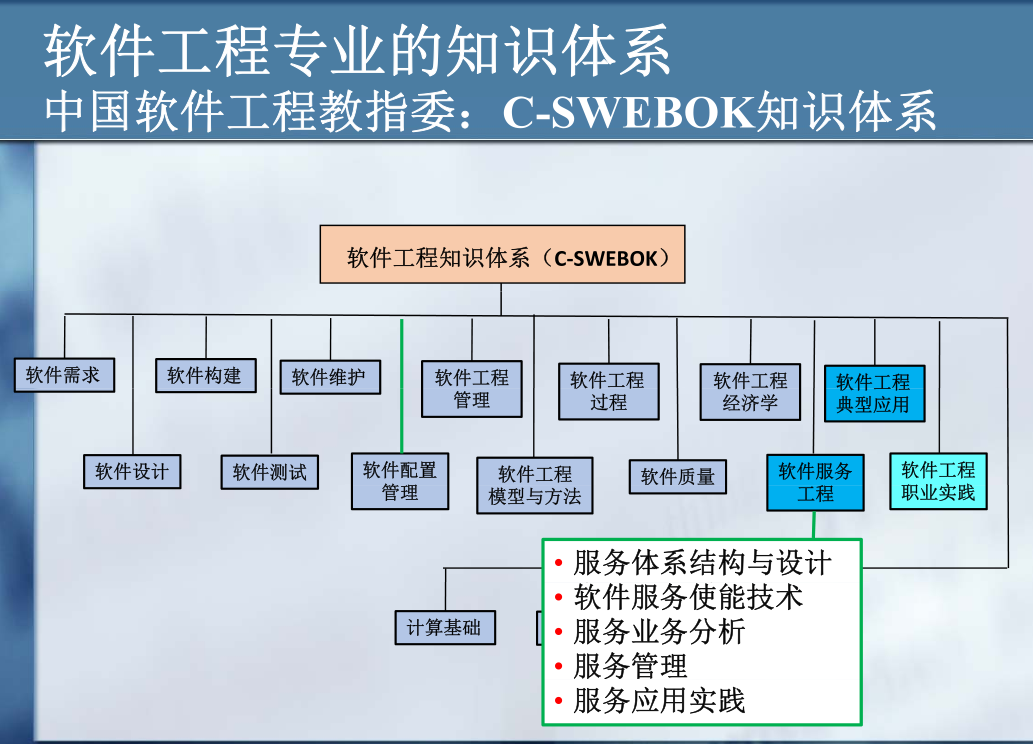 软件工程专业的知识体系
中国软件工程教指委：C-SWEBOK知识体系
软件工程知识体系（C-SWEBOK）
软件需求
软件构建
软件维护
软件工程
管理
软件工程
过程
软件工程
经济学
软件工程
典型应用
软件设计
软件测试
软件配置
管理
软件工程
模型与方法
软件质量
软件服务
工程
软件工程
职业实践
计算基础
• 服务体系结构与设计
• 软件服务使能技术
• 服务业务分析
• 服务管理
• 服务应用实践